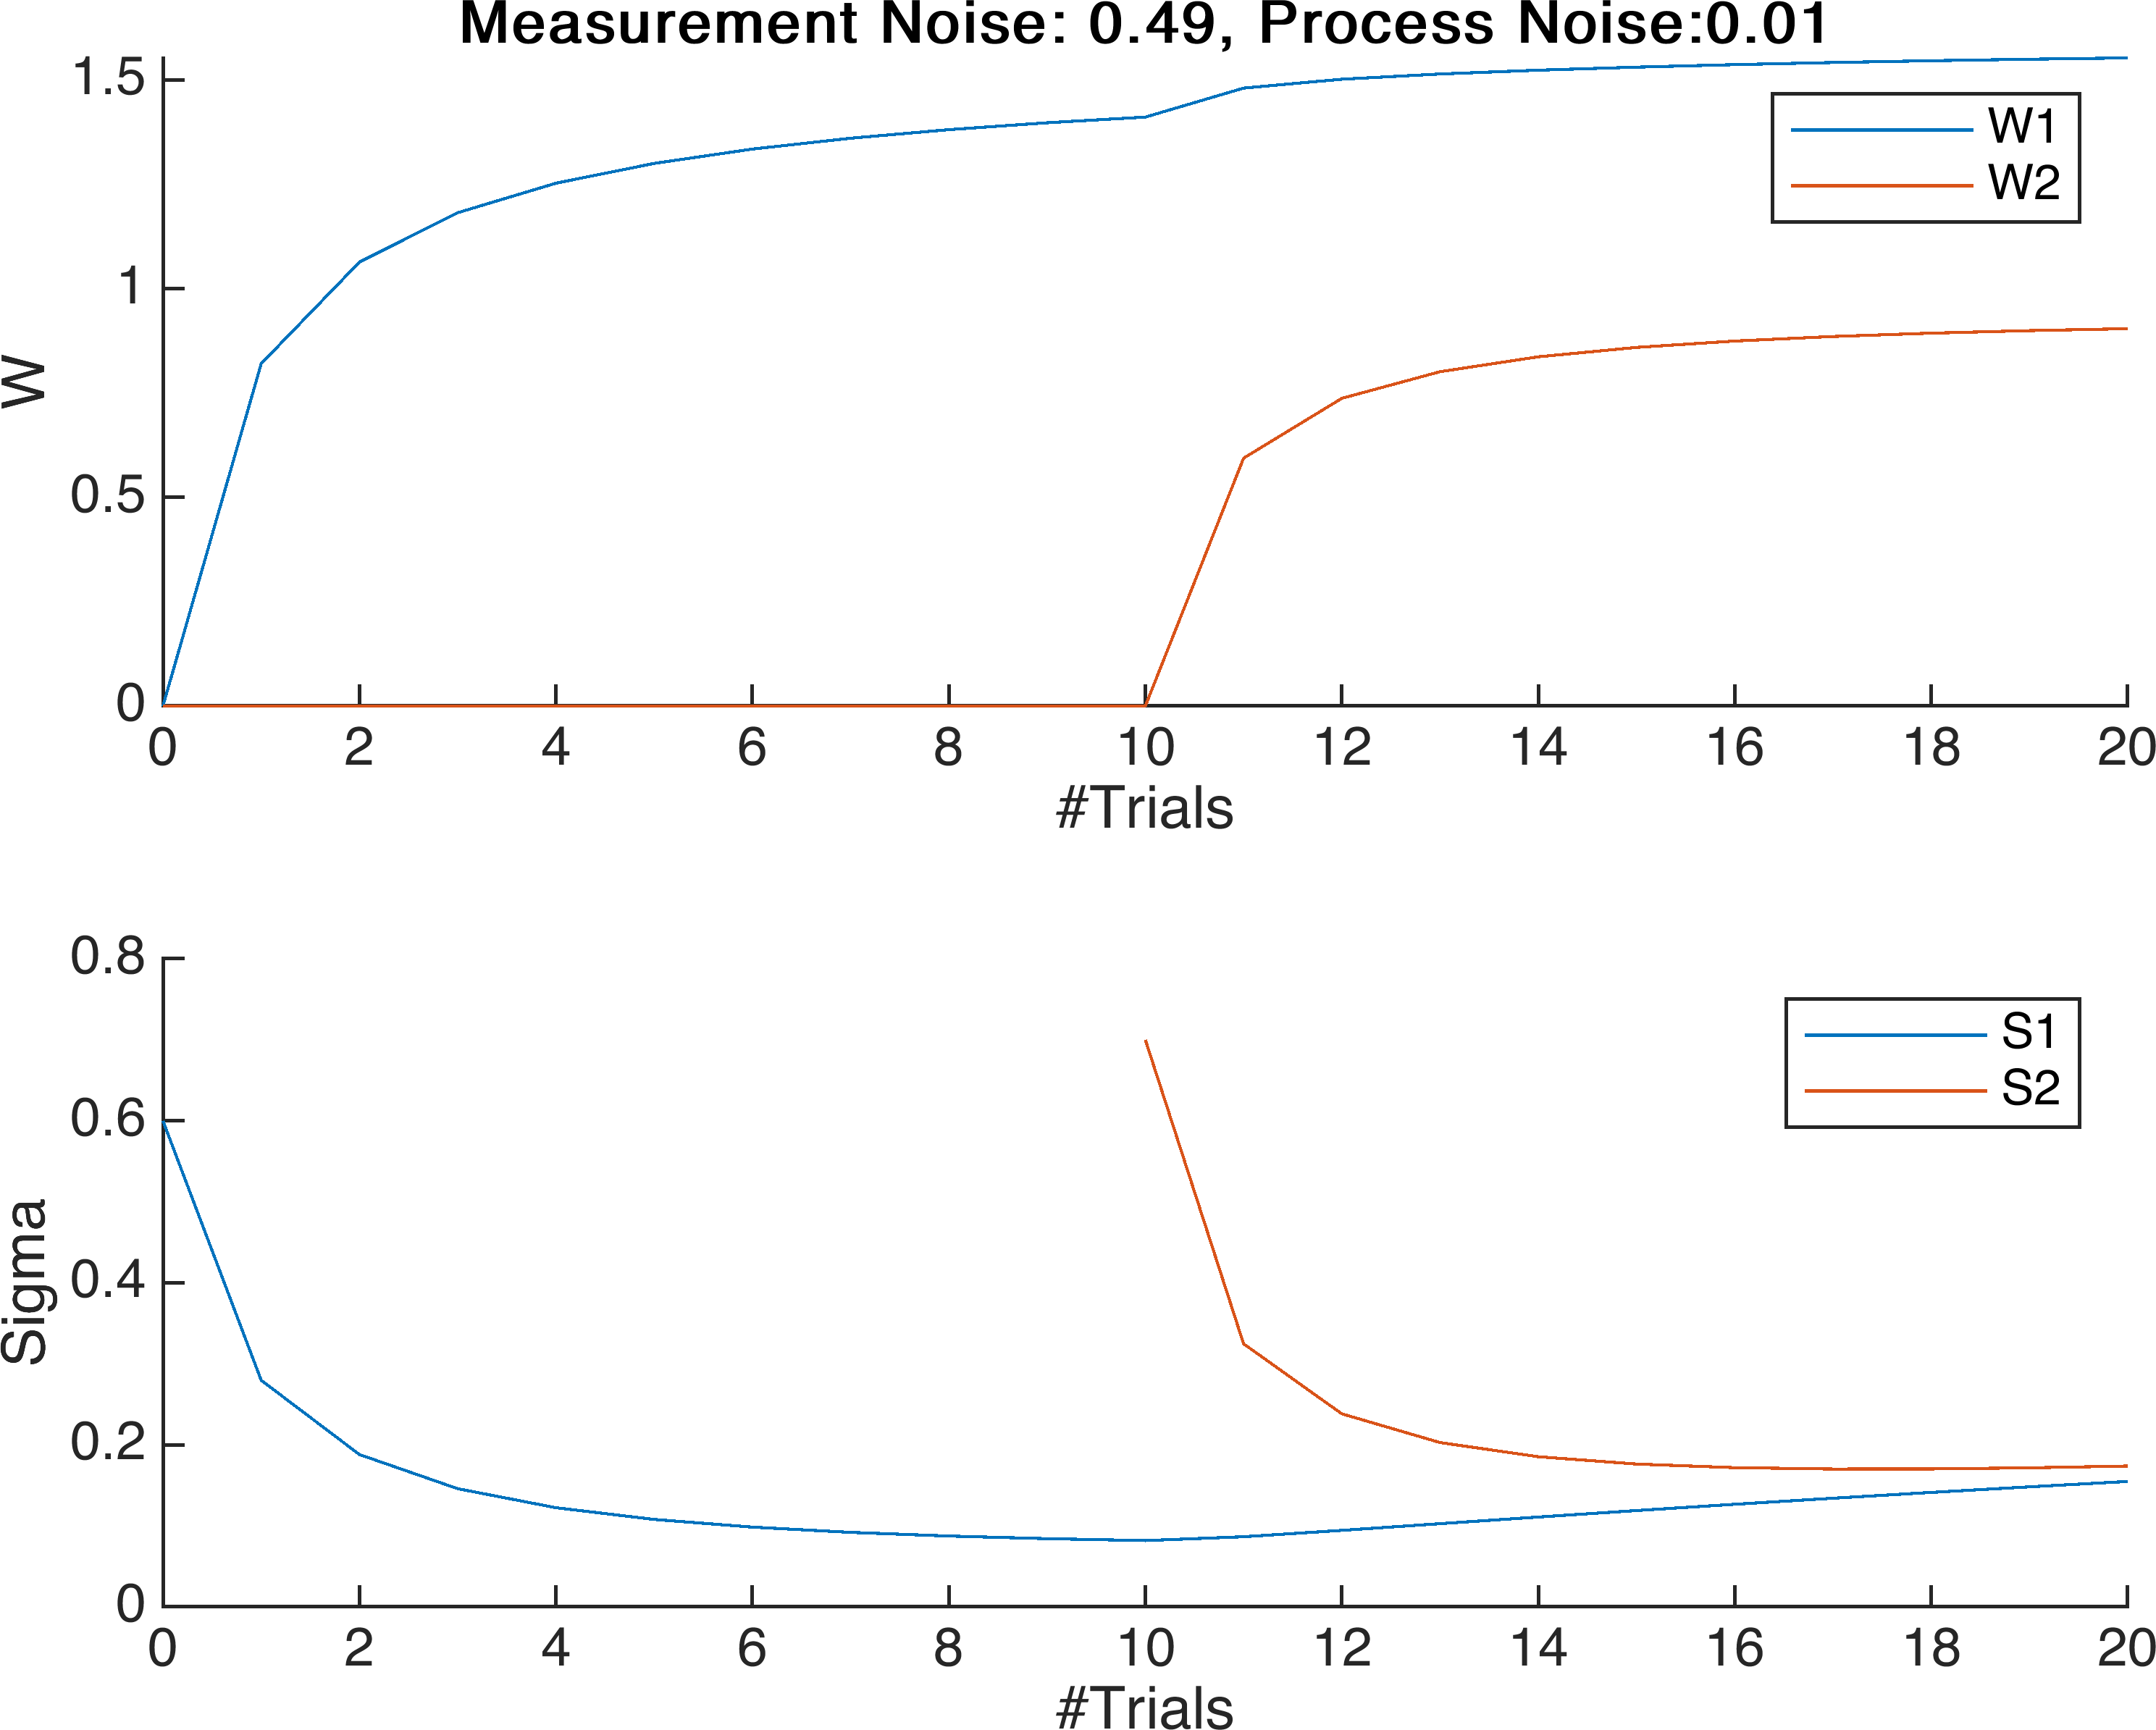 Measurement Noise: 0.49, Process Noise:0.01
1.5
1
0.5
0
W
W1
W2
0 2 4 6 8 10 12 14 16 18 20
#Trials
0.8
0.6
0.4
0.2
0
Sigma
S1
S2
0 2 4 6 8 10 12 14 16 18 20
#Trials